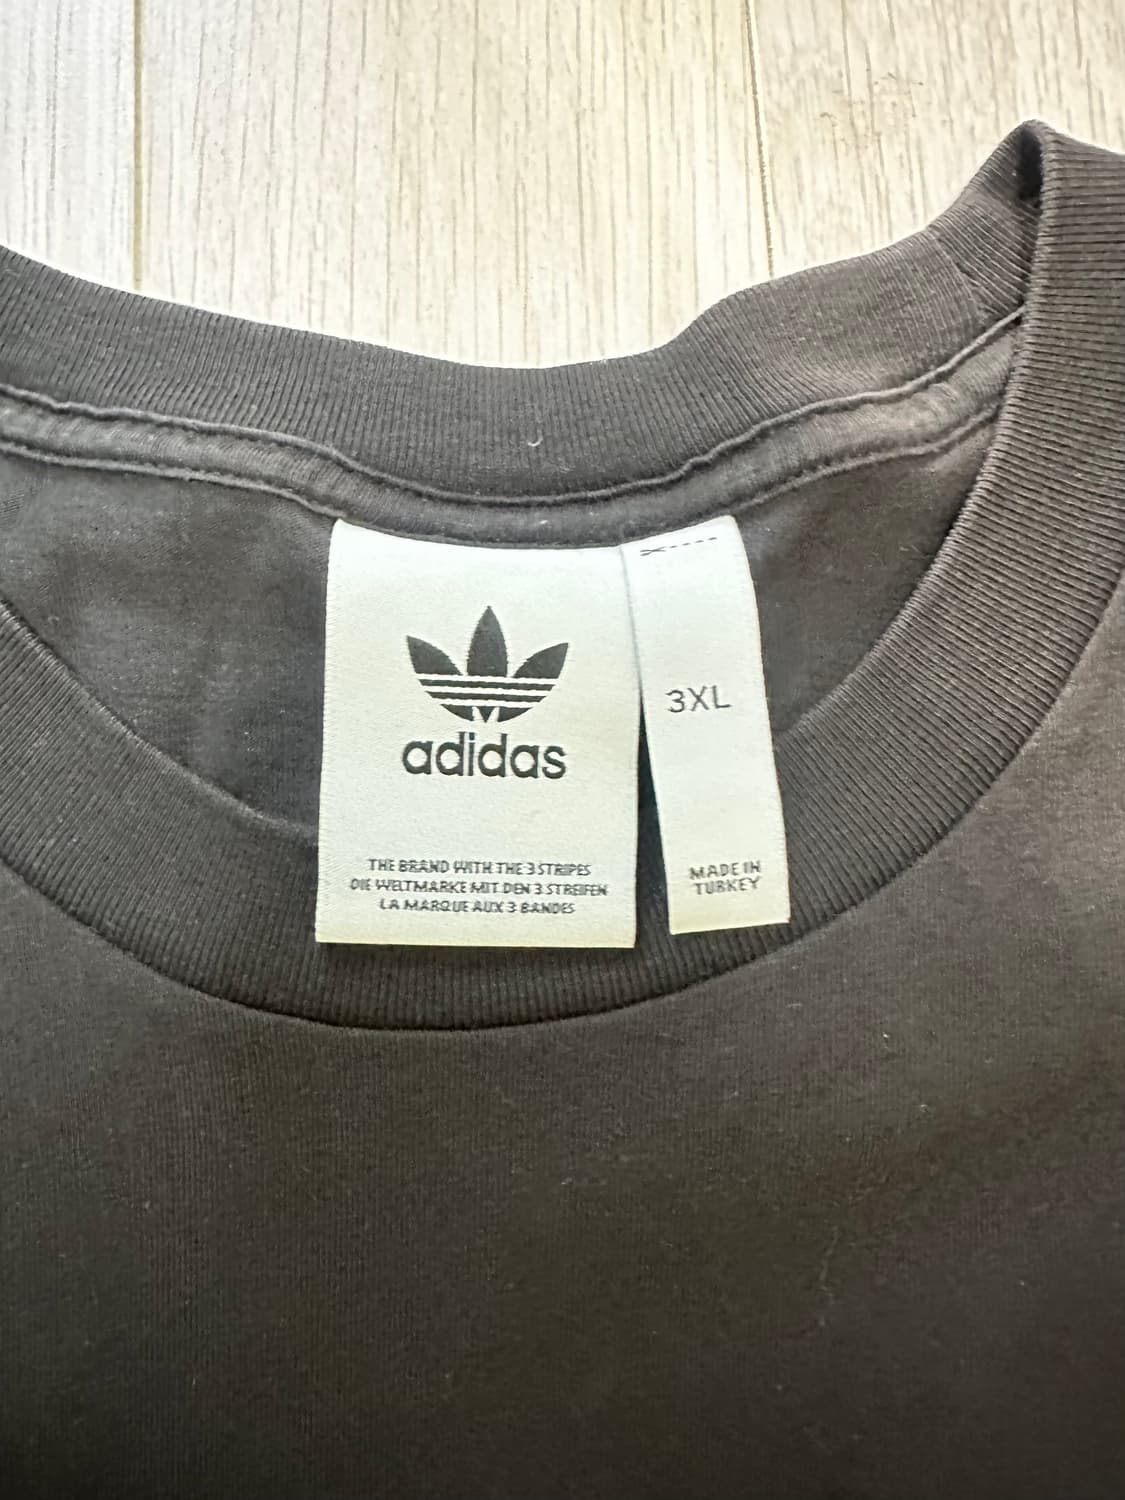 adidas
THE BRAND WITH THE 3 STRIPES
DIE WELTMARKE MIT DEN 3 STREIFEN
LA MARQUE AUX 3 BANDES
3XL
MADE IN
TURKEY